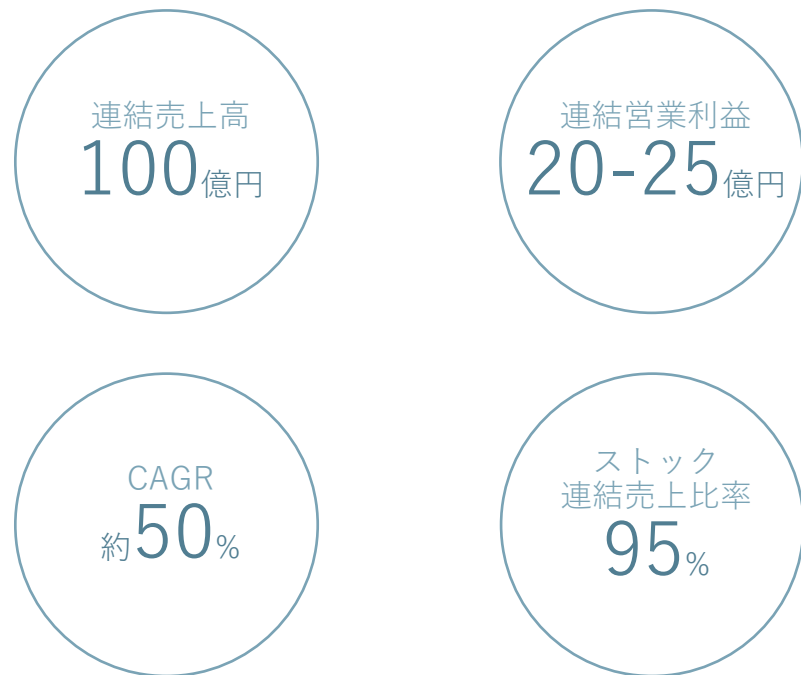 連結売上高
100億円
連結営業利益
20-25億円
CAGR
約50%
ストック
連結売上比率
95%